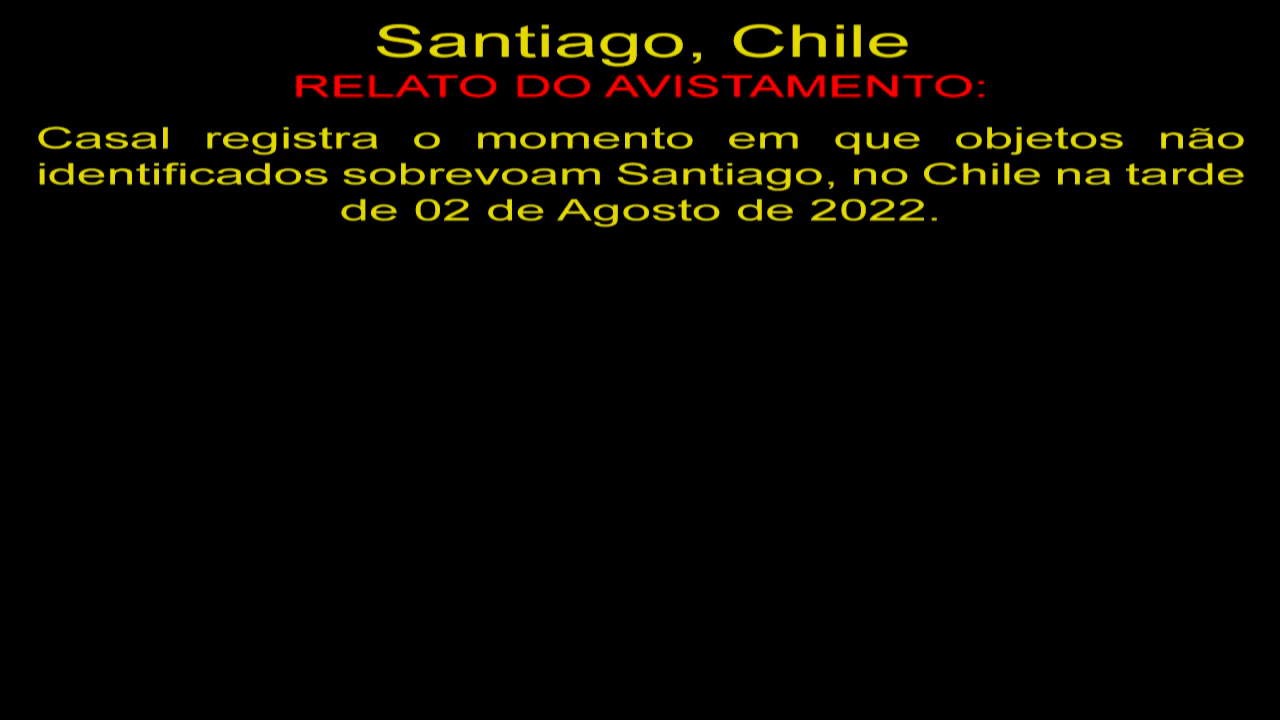 Santiago, Chile
RELATO DO AVISTAMENTO:
Casal registra o momento em que objetos não
identificados sobrevoam Santiago, no Chile na tarde
de 02 de Agosto de 2022.